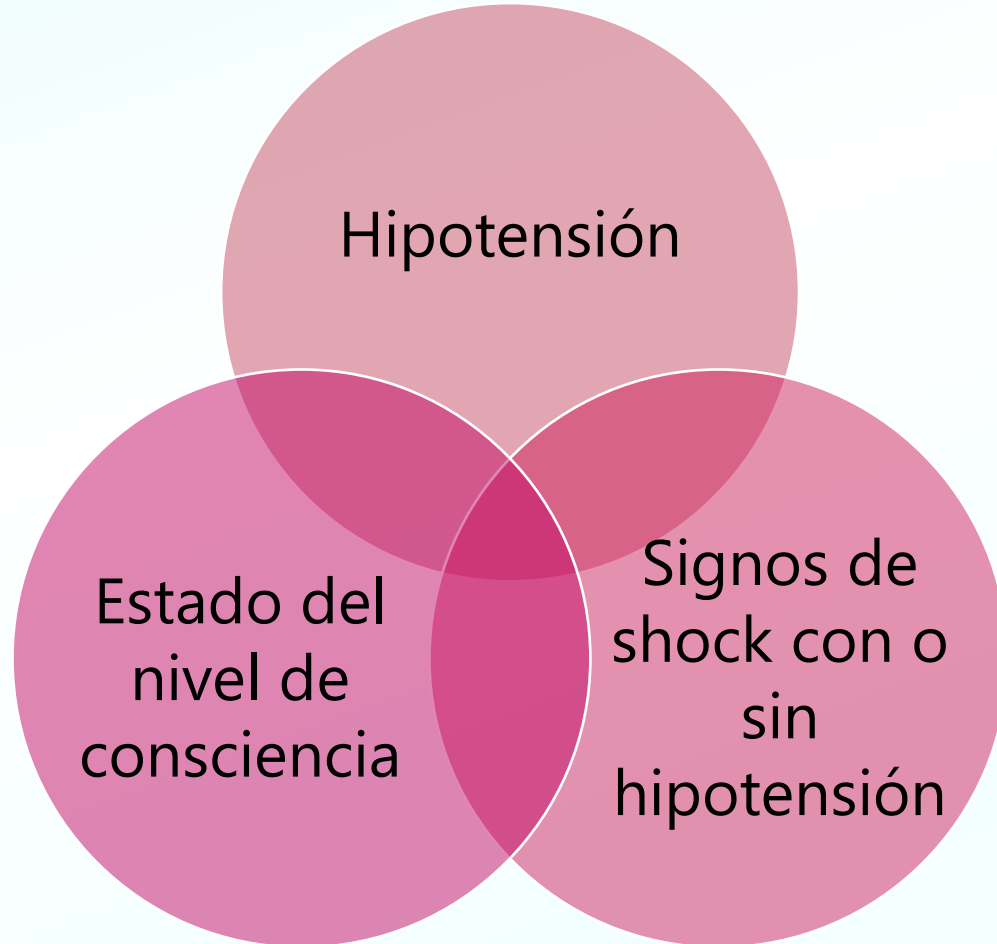 Hipotensión
Estado del
nivel de
consciencia
Signos de
shock con o
sin
hipotensión